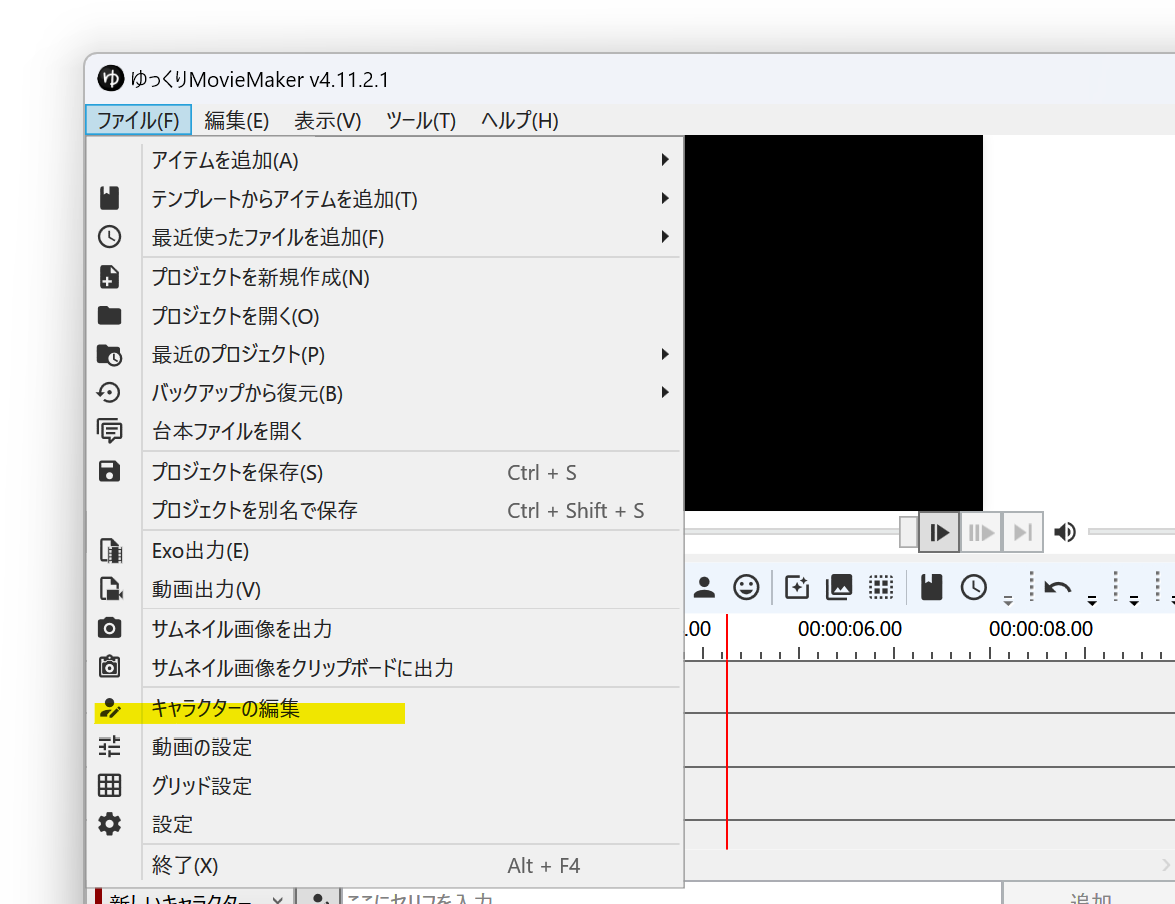 ゆ ゆっくりMovieMaker v4.11.2.1
ファイル(F) 編集(E) 表示(V) ツール(T) ヘルプ(H)
アイテムを追加(A)
テンプレートからアイテムを追加(T)
最近使ったファイルを追加(F)
プロジェクトを新規作成(N)
プロジェクトを開く(O)
最近のプロジェクト(P)
バックアップから復元(B)
台本ファイルを開く
プロジェクトを保存(S) Ctrl + S
プロジェクトを別名で保存 Ctrl + Shift + S
Exo出力(E)
動画出力(V)
サムネイル画像を出力
サムネイル画像をクリップボードに出力
キャラクターの編集
動画の設定
グリッド設定
設定
終了(X) Alt + F4
.00 00:00:06.00 00:00:08.00
新しいキャラクター ここにセリフを入力 追加